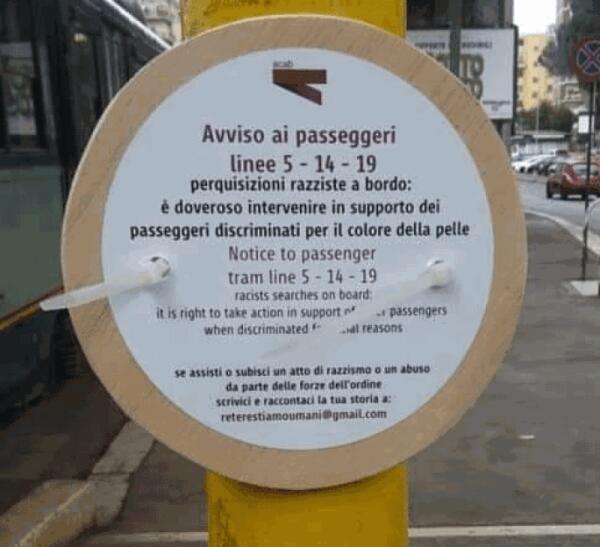 acab
Avviso ai passeggeri
linee 5 - 14 - 19
perquisizioni razziste a bordo:
è doveroso intervenire in supporto dei
passeggeri discriminati per il colore della pelle
Notice to passenger
tram line 5 - 14 - 19
racists searches on board:
it is right to take action in support passengers
when discriminated reasons
se assisti o subisci un atto di razzismo o un abuso
da parte delle forze dell'ordine
scrivici e raccontaci la tua storia a:
reterestiamoumani@gmail.com